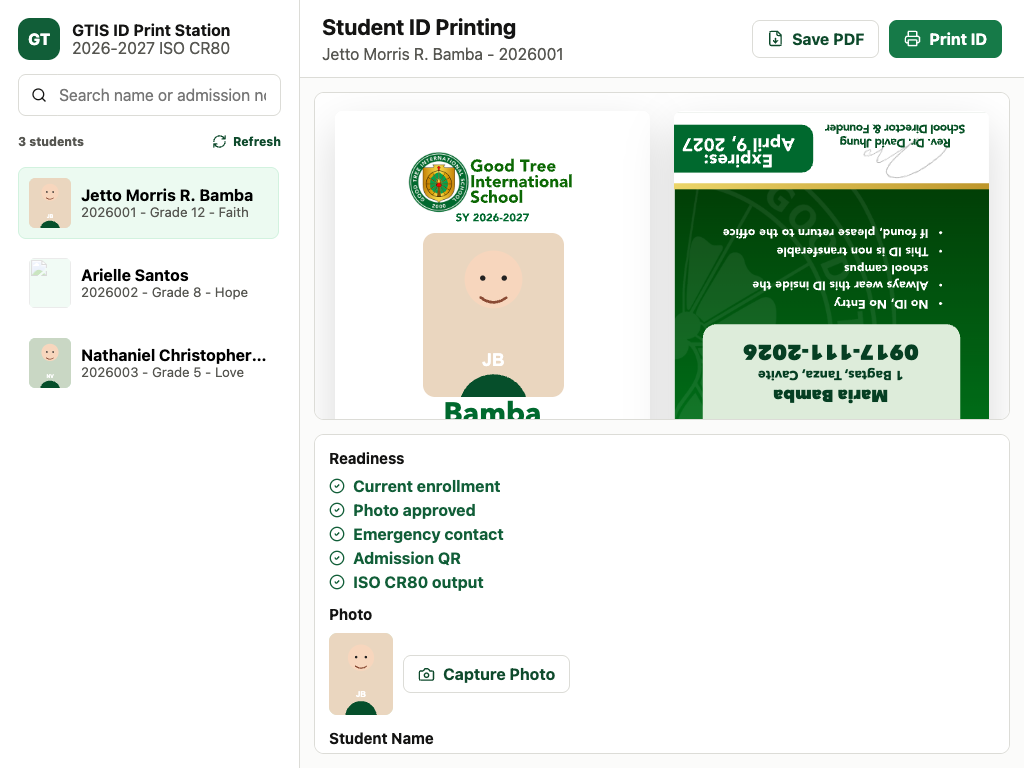 GT
GTIS ID Print Station
2026-2027 ISO CR80
Search name or admission n
3 students
Refresh
Jetto Morris R. Bamba
2026001 - Grade 12 - Faith
Arielle Santos
2026002 - Grade 8 - Hope
Nathaniel Christopher...
2026003 - Grade 5 - Love
Student ID Printing
Jetto Morris R. Bamba - 2026001
Save PDF
Print ID
GOOD TREE INTERNATIONAL SCHOOL
2008
Good Tree
International
School
SY 2026-2027
JB
Bamba
Maria Bamba
1 Bagtas, Tanza, Cavite
0917-111-2026
• No ID, No Entry
• Always wear this ID inside the
school campus
• This ID is non transferable
• If found, please return to the office
Expires:
April 9, 2027
Rev. Dr. David Jhung
School Director & Founder
Readiness
Current enrollment
Photo approved
Emergency contact
Admission QR
ISO CR80 output
Photo
JB
Capture Photo
Student Name